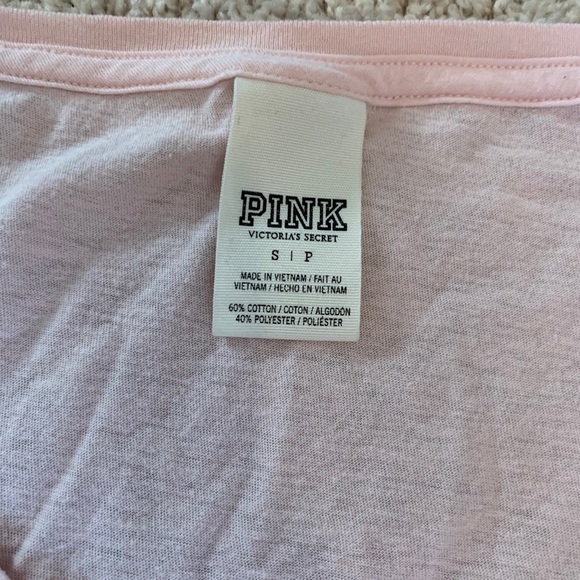 PINK
VICTORIA'S SECRET
S | P
MADE IN VIETNAM / FAIT AU
VIETNAM / HECHO EN VIETNAM
60% COTTON / COTON / ALGODÓN
40% POLYESTER / POLIÉSTER